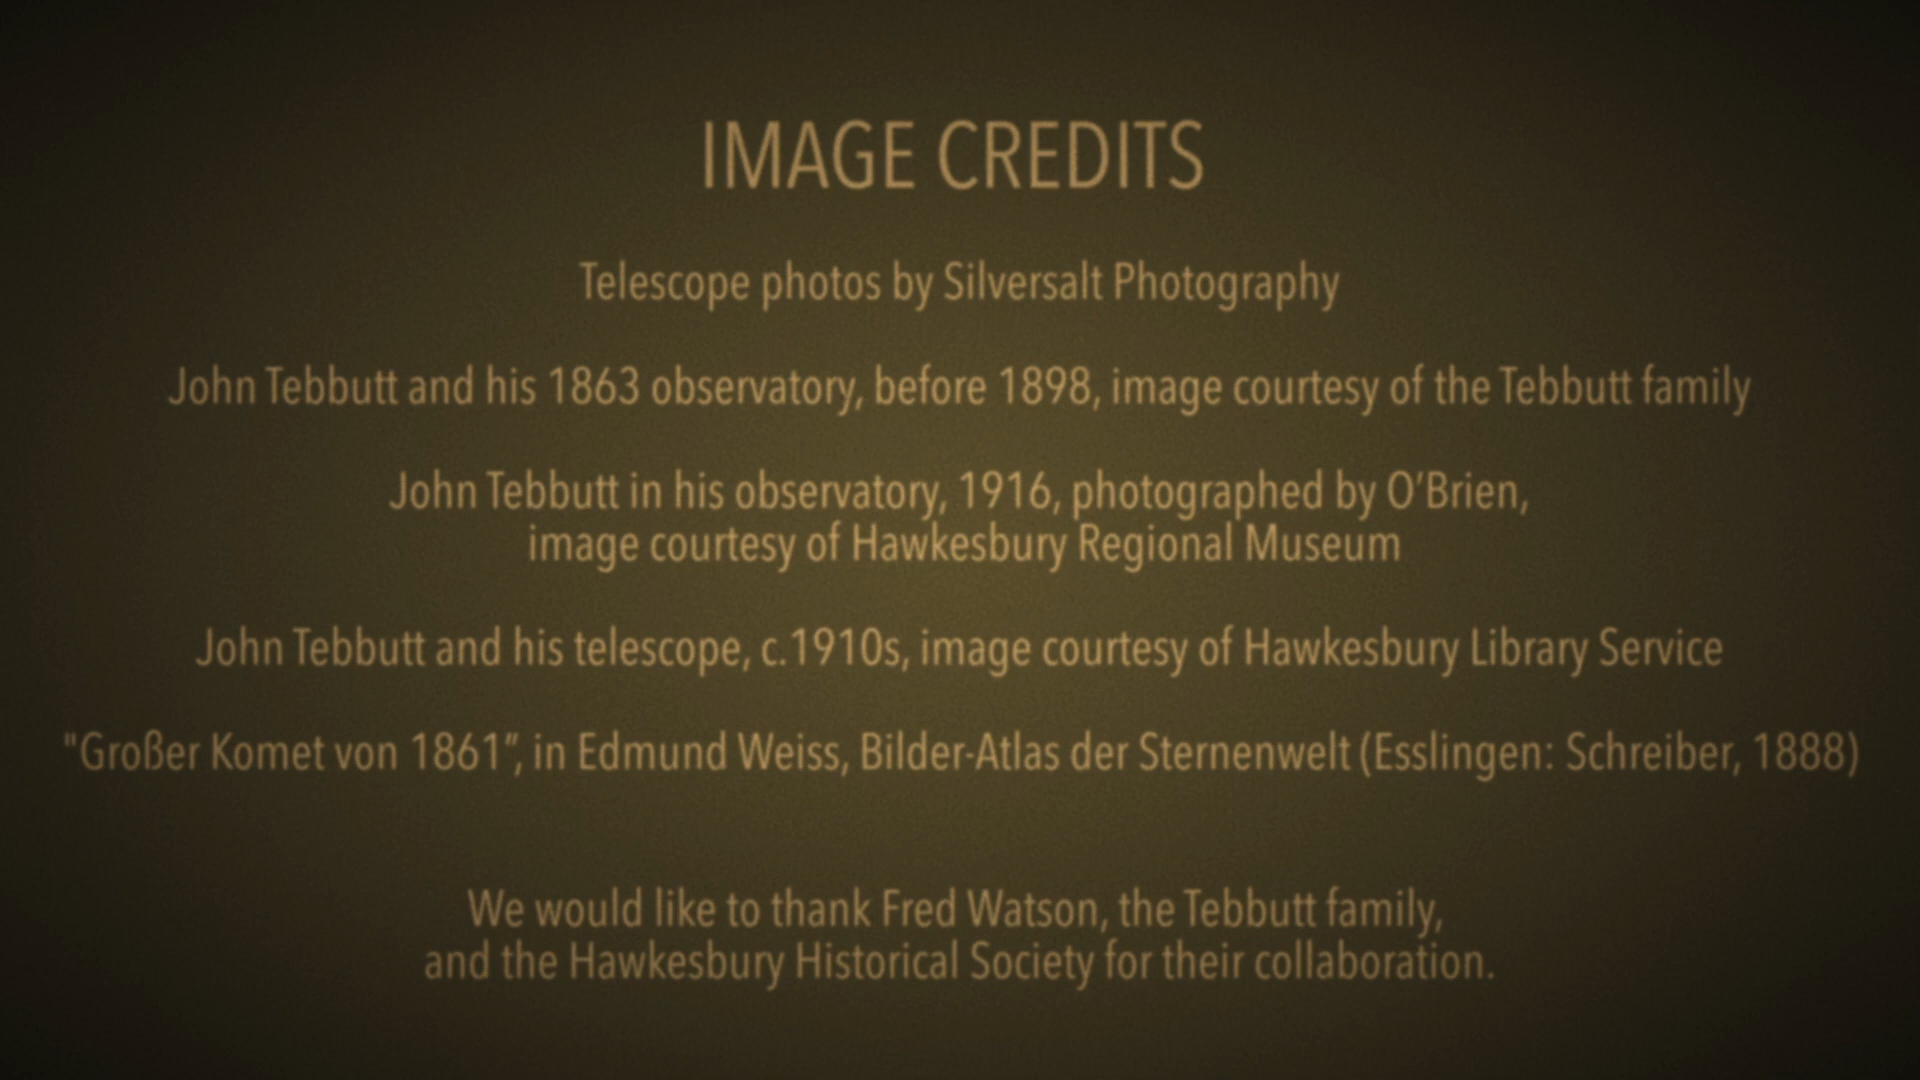 IMAGE CREDITS
Telescope photos by Silversalt Photography
John Tebbutt and his 1863 observatory, before 1898, image courtesy of the Tebbutt family
John Tebbutt in his observatory, 1916, photographed by O’Brien,
image courtesy of Hawkesbury Regional Museum
John Tebbutt and his telescope, c.1910s, image courtesy of Hawkesbury Library Service
"Großer Komet von 1861”, in Edmund Weiss, Bilder-Atlas der Sternenwelt (Esslingen: Schreiber, 1888)
We would like to thank Fred Watson, the Tebbutt family,
and the Hawkesbury Historical Society for their collaboration.